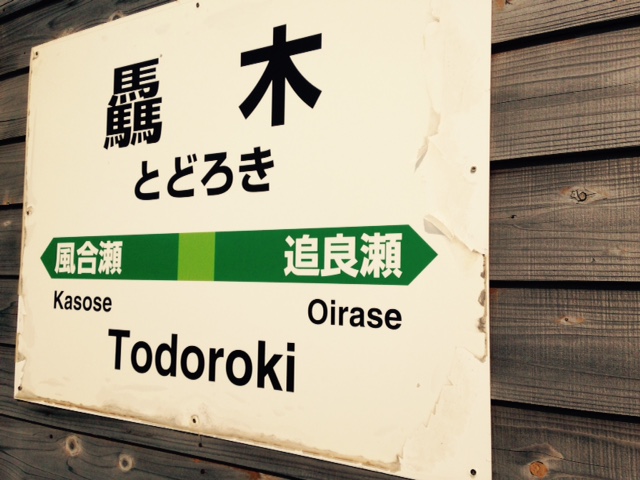 驫木
とどろき
風合瀬 追良瀬
Kasose Oirase
Todoroki